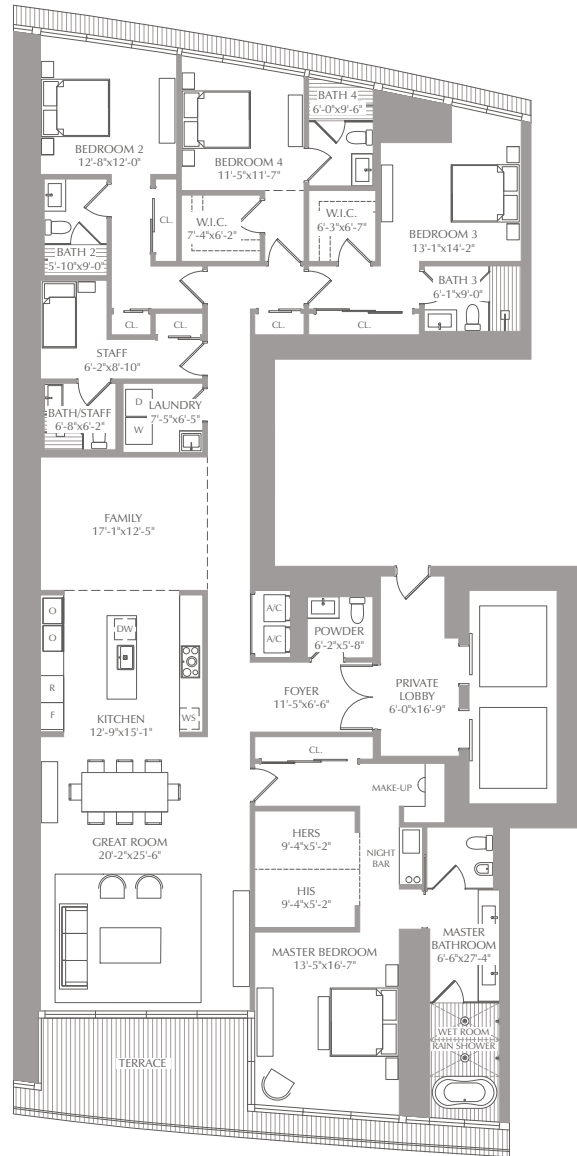 BATH 4
6'-0"x9'-6"
BEDROOM 2
12'-8"x12'-0"
BEDROOM 4
11'-5"x11'-7"
CL.
W.I.C.
7'-4"x6'-2"
W.I.C.
6'-3"x6'-7"
BEDROOM 3
13'-1"x14'-2"
BATH 2
5'-10"x9'-0"
BATH 3
6'-1"x9'-0"
CL.
CL.
CL.
CL.
STAFF
6'-2"x8'-10"
BATH/STAFF
6'-8"x6'-2"
D
W
LAUNDRY
7'-5"x6'-5"
FAMILY
17'-1"x12'-5"
O
O
R
F
DW
WS
KITCHEN
12'-9"x15'-1"
A/C
A/C
POWDER
6'-2"x5'-8"
FOYER
11'-5"x6'-6"
PRIVATE
LOBBY
6'-0"x16'-9"
CL.
MAKE-UP
GREAT ROOM
20'-2"x25'-6"
HERS
9'-4"x5'-2"
NIGHT
BAR
HIS
9'-4"x5'-2"
MASTER BEDROOM
13'-5"x16'-7"
MASTER
BATHROOM
6'-6"x27'-4"
WET ROOM
RAIN SHOWER
TERRACE